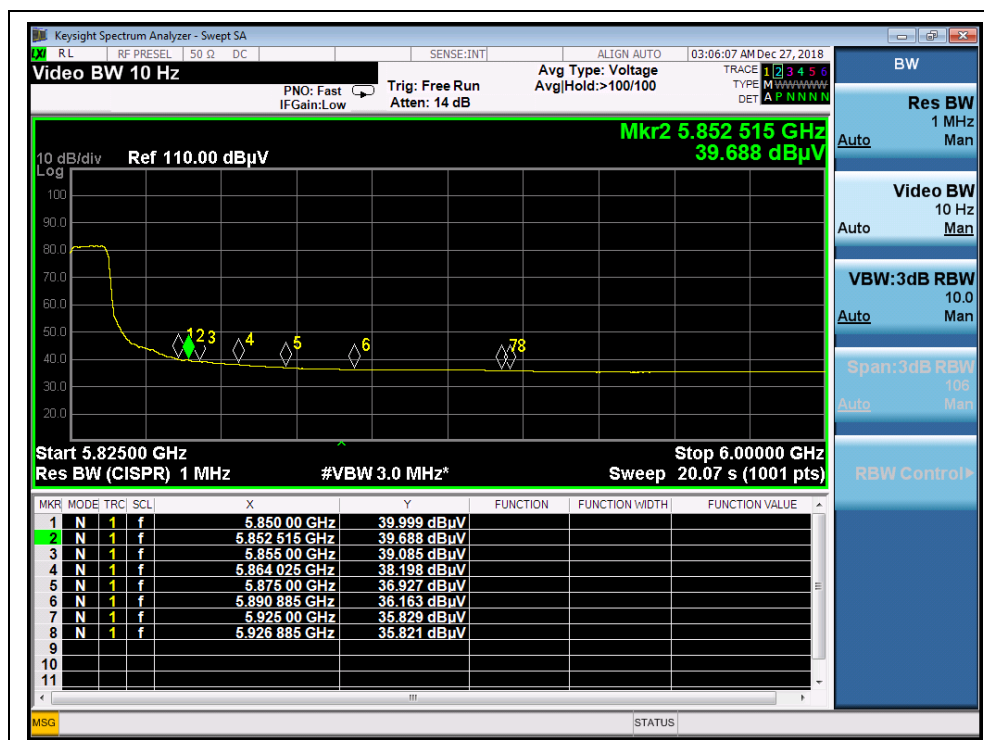 Keysight Spectrum Analyzer - Swept SA
LXI RL RF PRESEL 50 Ω DC SENSE:INT ALIGN AUTO 03:06:07 AM Dec 27, 2018
Video BW 10 Hz
PNO: Fast
IFGain:Low
Trig: Free Run
Atten: 14 dB
Avg Type: Voltage
Avg|Hold:>100/100
TRACE 1 2 3 4 5 6
TYPE M W W W W W
DET A P N N N N
Mkr2 5.852 515 GHz
39.688 dBµV
10 dB/div Ref 110.00 dBµV
Log
100
90.0
80.0
70.0
60.0
50.0
40.0
30.0
20.0
1 2 3 4 5 6 7 8
Start 5.82500 GHz Stop 6.00000 GHz
Res BW (CISPR) 1 MHz #VBW 3.0 MHz* Sweep 20.07 s (1001 pts)
MKR MODE TRC SCL X Y FUNCTION FUNCTION WIDTH FUNCTION VALUE
1 N 1 f 5.850 00 GHz 39.999 dBµV
2 N 1 f 5.852 515 GHz 39.688 dBµV
3 N 1 f 5.855 00 GHz 39.085 dBµV
4 N 1 f 5.864 025 GHz 38.198 dBµV
5 N 1 f 5.875 00 GHz 36.927 dBµV
6 N 1 f 5.890 885 GHz 36.163 dBµV
7 N 1 f 5.925 00 GHz 35.829 dBµV
8 N 1 f 5.926 885 GHz 35.821 dBµV
9
10
11
MSG STATUS
BW
Res BW
1 MHz
Auto Man
Video BW
10 Hz
Auto Man
VBW:3dB RBW
10.0
Auto Man
Span:3dB RBW
106
Auto Man
RBW Control